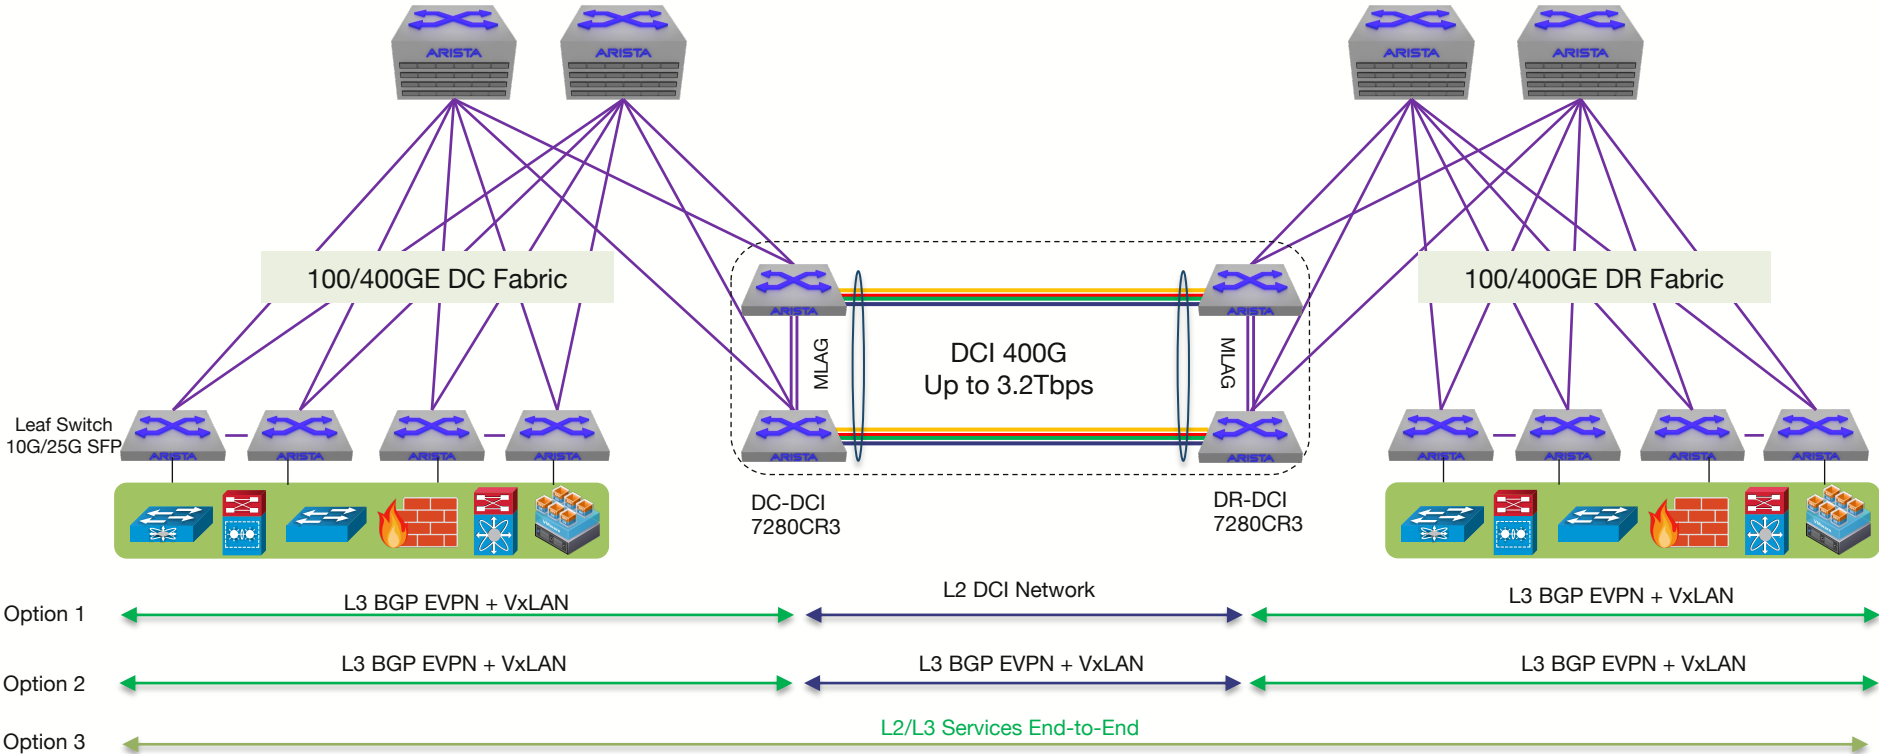 ARISTA
ARISTA
ARISTA
ARISTA
100/400GE DC Fabric
100/400GE DR Fabric
ARISTA
ARISTA
MLAG
DCI 400G
Up to 3.2Tbps
MLAG
Leaf Switch
10G/25G SFP
ARISTA
ARISTA
ARISTA
ARISTA
ARISTA
ARISTA
ARISTA
ARISTA
ARISTA
ARISTA
DC-DCI
7280CR3
DR-DCI
7280CR3
Option 1
L3 BGP EVPN + VxLAN
L2 DCI Network
L3 BGP EVPN + VxLAN
Option 2
L3 BGP EVPN + VxLAN
L3 BGP EVPN + VxLAN
L3 BGP EVPN + VxLAN
Option 3
L2/L3 Services End-to-End